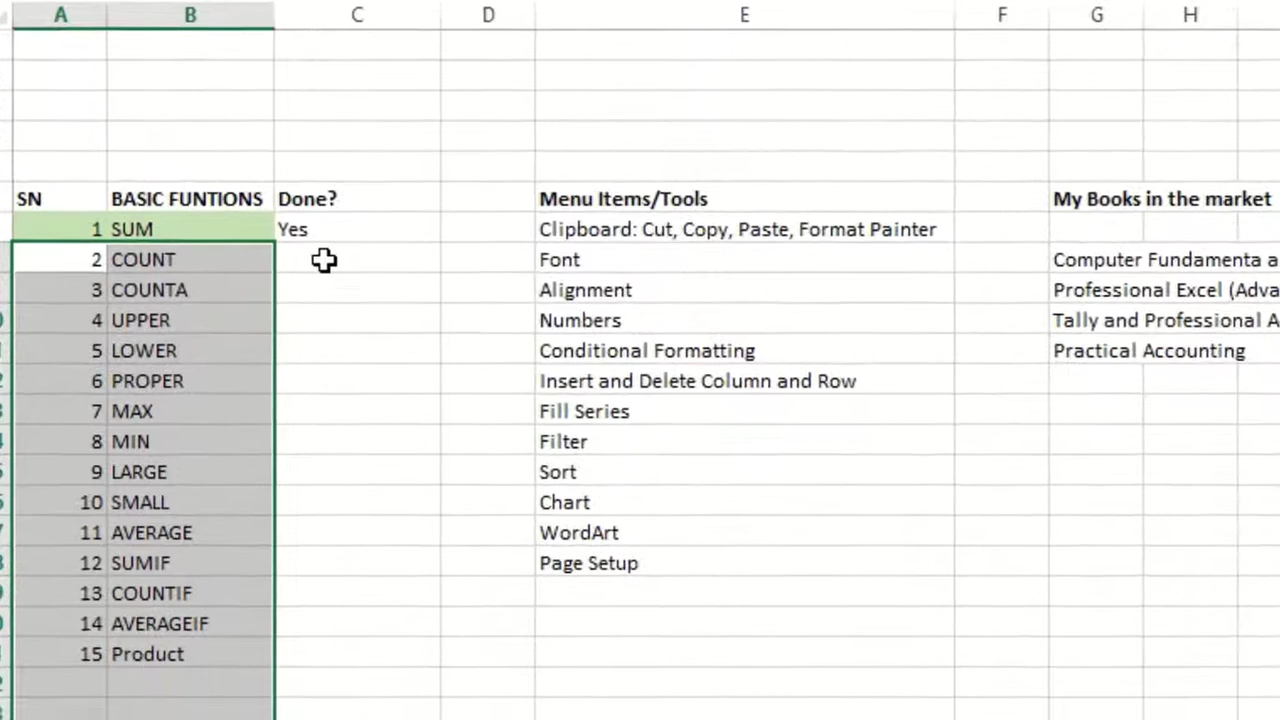 A B C D E F G H
SN BASIC FUNTIONS Done? Menu Items/Tools My Books in the market
1 SUM Yes Clipboard: Cut, Copy, Paste, Format Painter
2 COUNT Font Computer Fundamenta a
3 COUNTA Alignment Professional Excel (Adva
4 UPPER Numbers Tally and Professional A
5 LOWER Conditional Formatting Practical Accounting
6 PROPER Insert and Delete Column and Row
7 MAX Fill Series
8 MIN Filter
9 LARGE Sort
10 SMALL Chart
11 AVERAGE WordArt
12 SUMIF Page Setup
13 COUNTIF
14 AVERAGEIF
15 Product